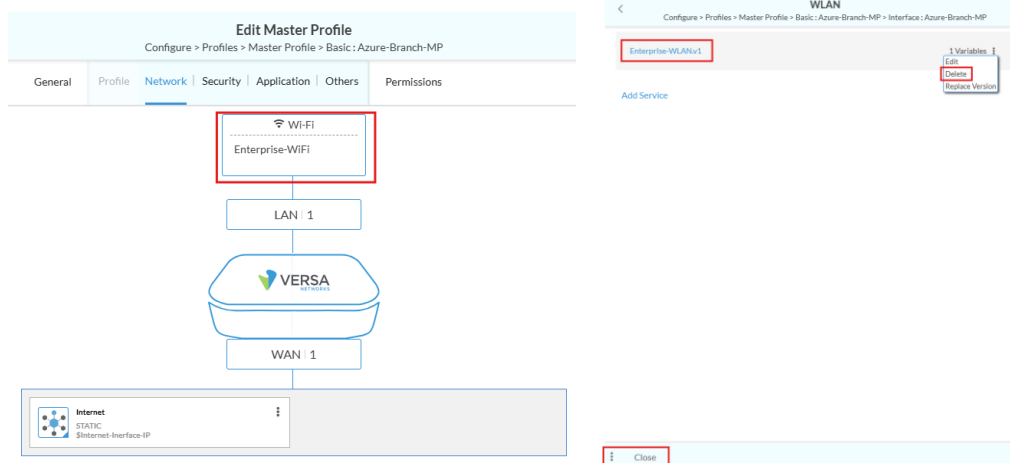 Edit Master Profile
Configure > Profiles > Master Profile > Basic : Azure-Branch-MP
General
Profile
Network
Security
Application
Others
Permissions
Wi-Fi
Enterprise-WiFi
LAN | 1
VERSA
NETWORKS
WAN | 1
Internet
STATIC
$Internet-Inerface-IP
WLAN
Configure > Profiles > Master Profile > Basic : Azure-Branch-MP > Interface : Azure-Branch-MP
Enterprise-WLAN.v1
1 Variables
Edit
Delete
Replace Version
Add Service
Close